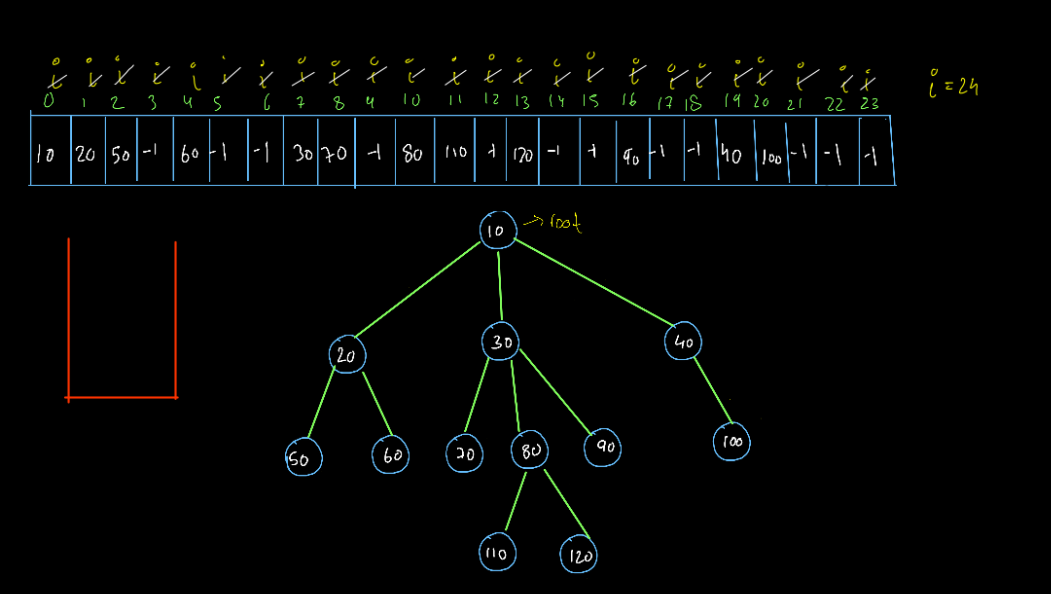 i i i i i i i i i i i i i i i i i i i i i i i i
0 1 2 3 4 5 6 7 8 9 10 11 12 13 14 15 16 17 18 19 20 21 22 23 i = 24
10 20 50 -1 60 -1 -1 30 70 -1 80 110 -1 120 -1 -1 90 -1 -1 40 100 -1 -1 -1
10 → root
20 30 40
50 60 70 80 90 100
110 120